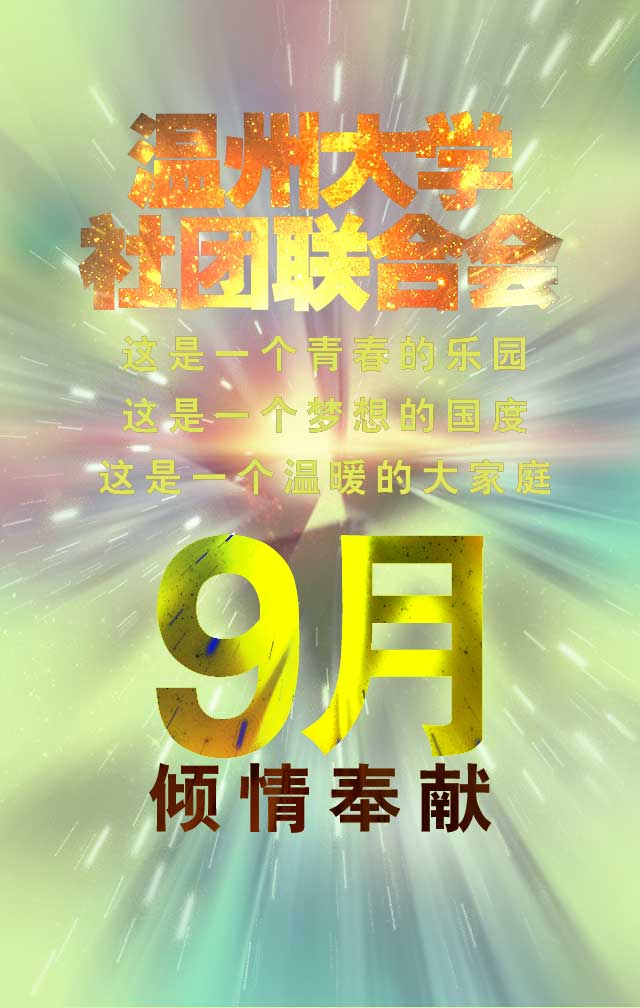 温州大学
社团联合会
这是一个青春的乐园
这是一个梦想的国度
这是一个温暖的大家庭
9月
倾情奉献